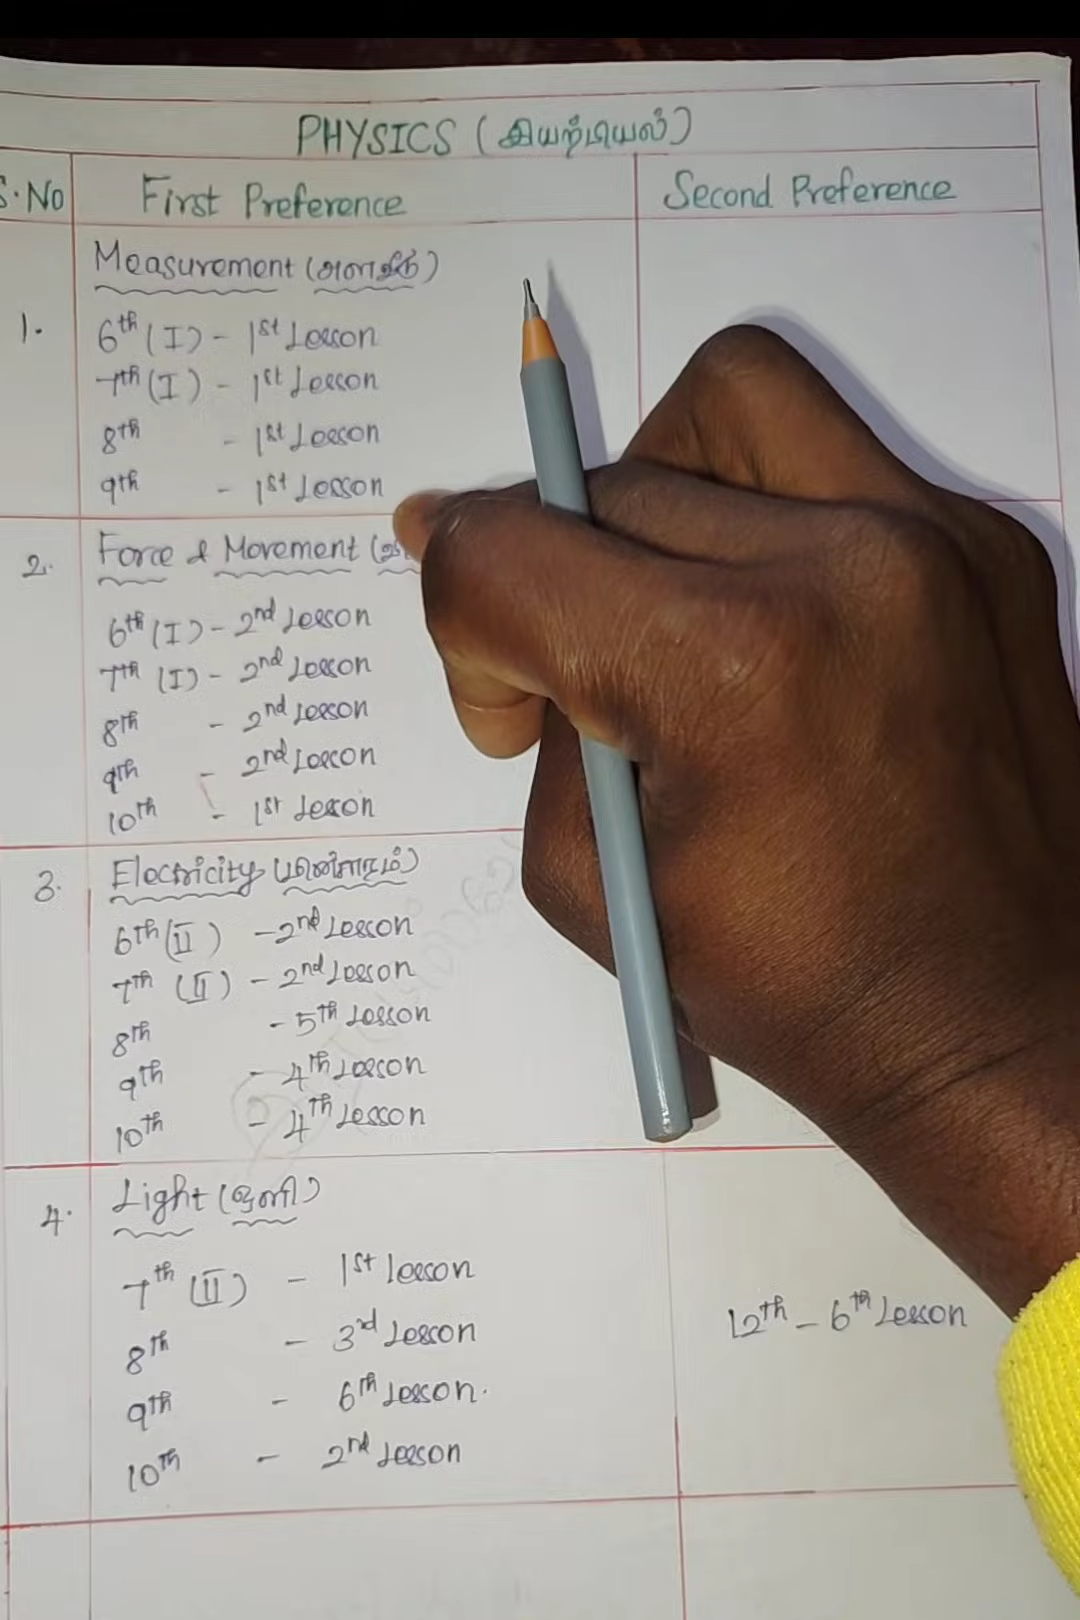 PHYSICS (இயற்பியல்)
S.No First Preference Second Preference
Measurement (அளவீடு)
1.
6th (I) - 1st Lesson
7th (I) - 1st Lesson
8th - 1st Lesson
9th - 1st Lesson
2. Force & Movement (
6th (I) - 2nd Lesson
7th (I) - 2nd Lesson
8th - 2nd Lesson
9th - 2nd Lesson
10th - 1st Lesson
3. Electricity (மின்சாரம்)
6th (II) - 2nd Lesson
7th (II) - 2nd Lesson
8th - 5th Lesson
9th - 4th Lesson
10th - 4th Lesson
4. Light (ஒளி)
7th (II) - 1st Lesson
8th - 3rd Lesson 12th - 6th Lesson
9th - 6th Lesson.
10th - 2nd Lesson